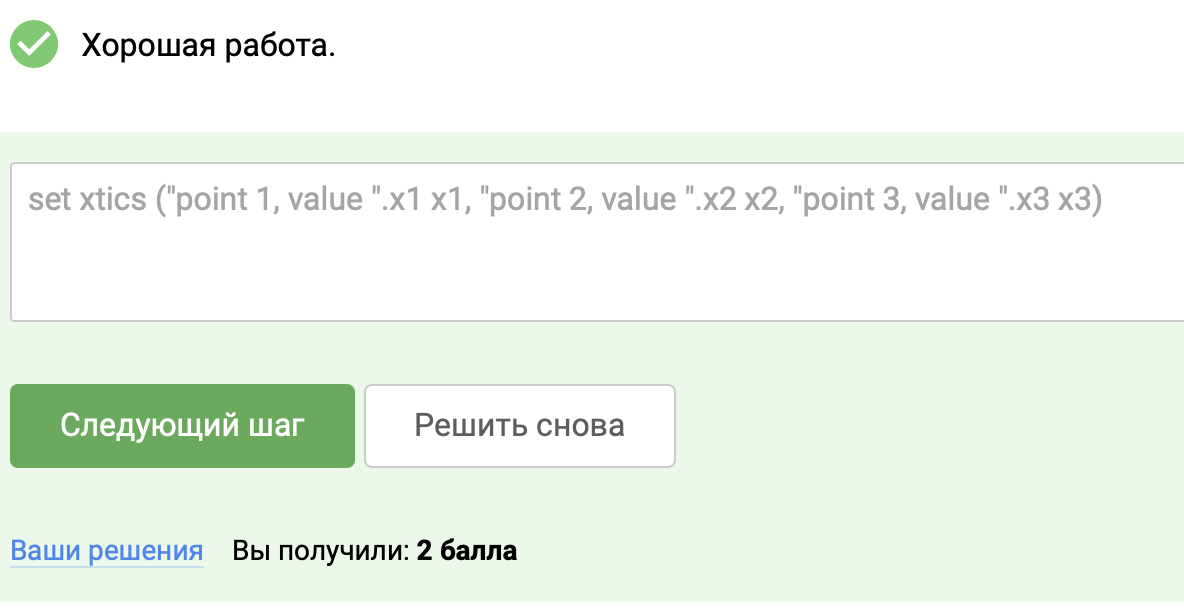 Хорошая работа.
set xtics ("point 1, value ".x1 x1, "point 2, value ".x2 x2, "point 3, value ".x3 x3)
Следующий шаг
Решить снова
Ваши решения Вы получили: 2 балла